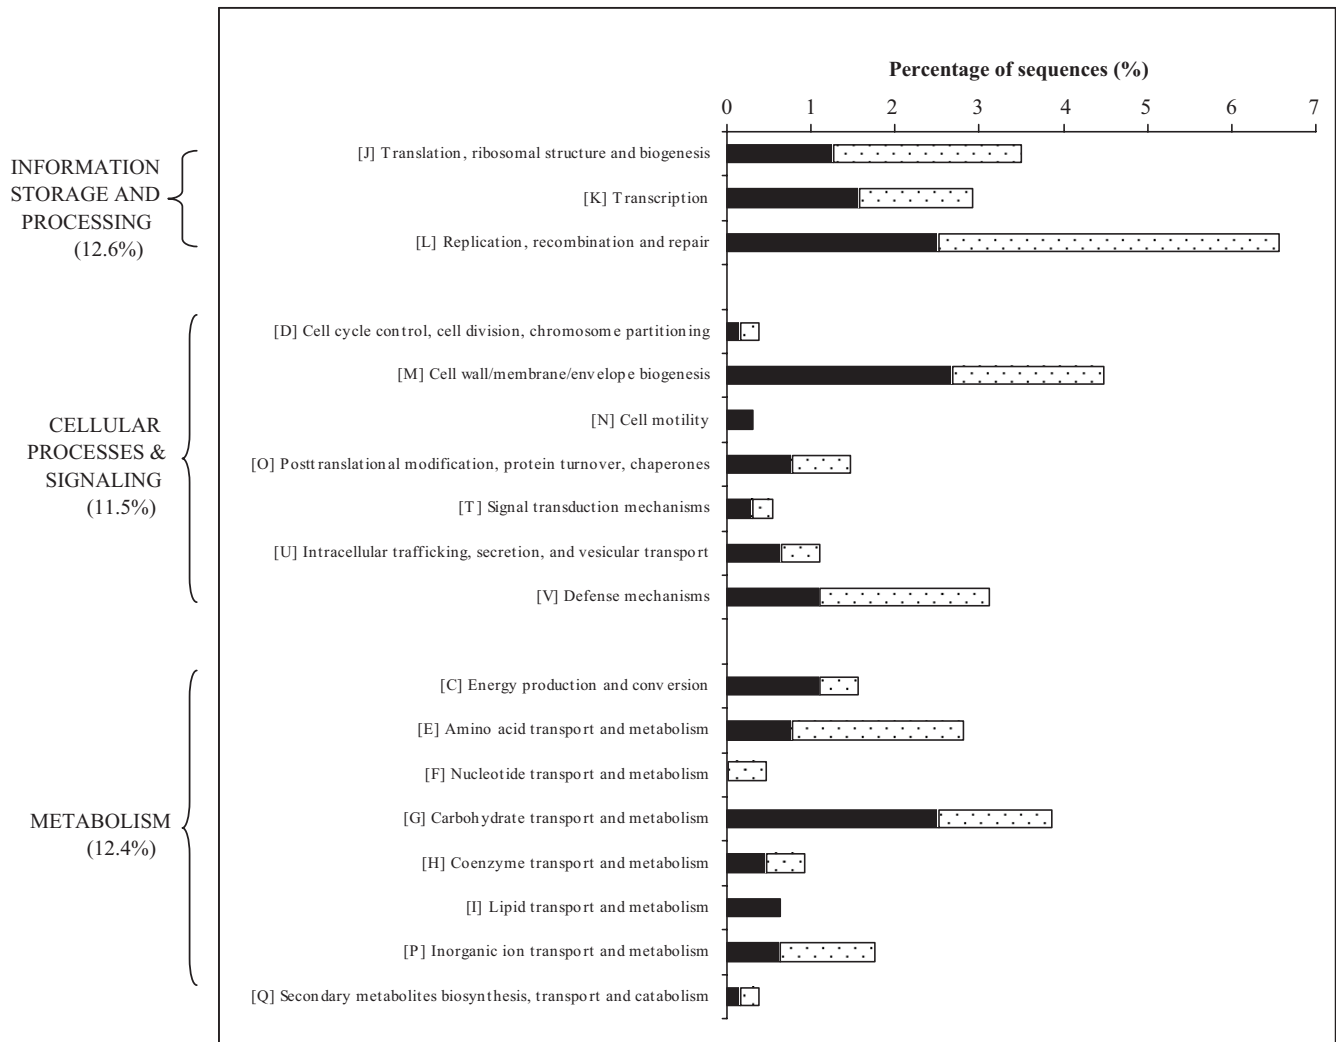 Percentage of sequences (%)
0 1 2 3 4 5 6 7
INFORMATION
STORAGE AND
PROCESSING
(12.6%)
[J] Translation, ribosomal structure and biogenesis
[K] Transcription
[L] Replication, recombination and repair
CELLULAR
PROCESSES &
SIGNALING
(11.5%)
[D] Cell cycle control, cell division, chromosome partitioning
[M] Cell wall/membrane/envelope biogenesis
[N] Cell motility
[O] Posttranslational modification, protein turnover, chaperones
[T] Signal transduction mechanisms
[U] Intracellular trafficking, secretion, and vesicular transport
[V] Defense mechanisms
METABOLISM
(12.4%)
[C] Energy production and conversion
[E] Amino acid transport and metabolism
[F] Nucleotide transport and metabolism
[G] Carbohydrate transport and metabolism
[H] Coenzyme transport and metabolism
[I] Lipid transport and metabolism
[P] Inorganic ion transport and metabolism
[Q] Secondary metabolites biosynthesis, transport and catabolism